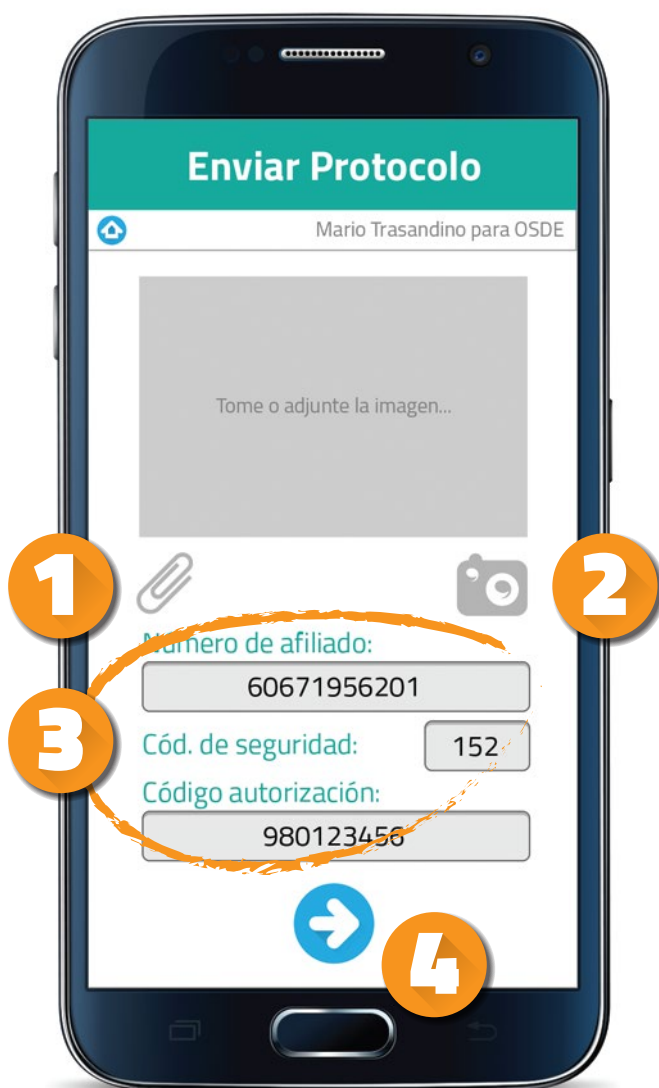 Enviar Protocolo
Mario Trasandino para OSDE
Tome o adjunte la imagen...
1
2
Número de afiliado:
60671956201
3
Cód. de seguridad:
152
Código autorización:
980123456
4